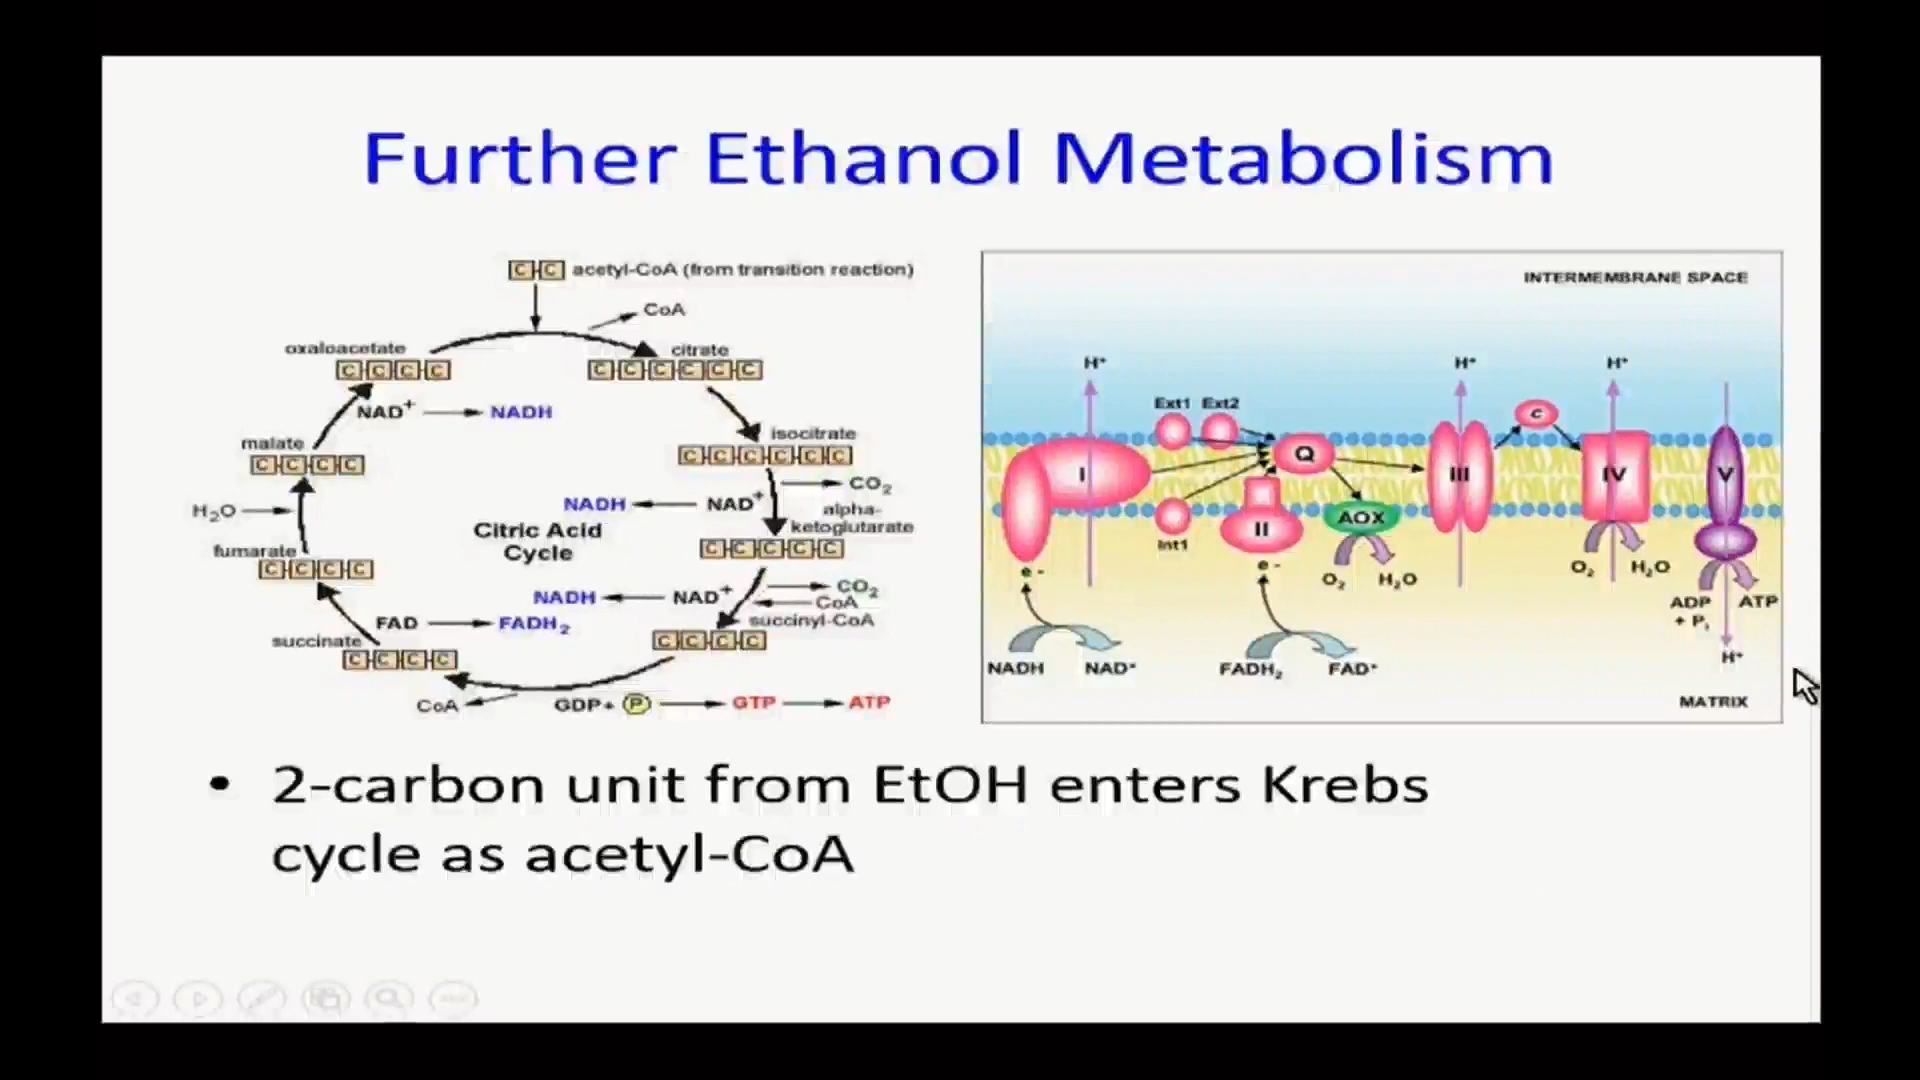 Further Ethanol Metabolism
C C acetyl-CoA (from transition reaction)
CoA
oxaloacetate
C C C C
citrate
C C C C C C
NAD⁺ NADH
malate
C C C C
isocitrate
C C C C C C
CO₂
NADH NAD⁺
alpha-
ketoglutarate
C C C C C
H₂O
Citric Acid
Cycle
fumarate
C C C C
CO₂
NADH NAD⁺
CoA
succinyl-CoA
C C C C
FAD FADH₂
succinate
C C C C
CoA
GDP+ P GTP ATP
INTERMEMBRANE SPACE
H⁺ H⁺ H⁺
Ext1 Ext2
C
I Q III IV V
II AOX
Int1
e- e-
O₂ H₂O
O₂ H₂O
ADP
+ Pᵢ
ATP
H⁺
NADH NAD⁺
FADH₂ FAD⁺
MATRIX
• 2-carbon unit from EtOH enters Krebs
cycle as acetyl-CoA